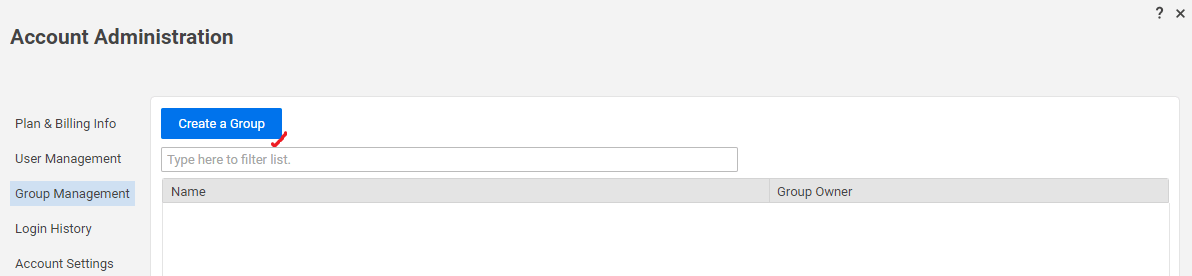 ?
×
Account Administration
Plan & Billing Info
User Management
Group Management
Login History
Account Settings
Create a Group
Type here to filter list.
Name
Group Owner